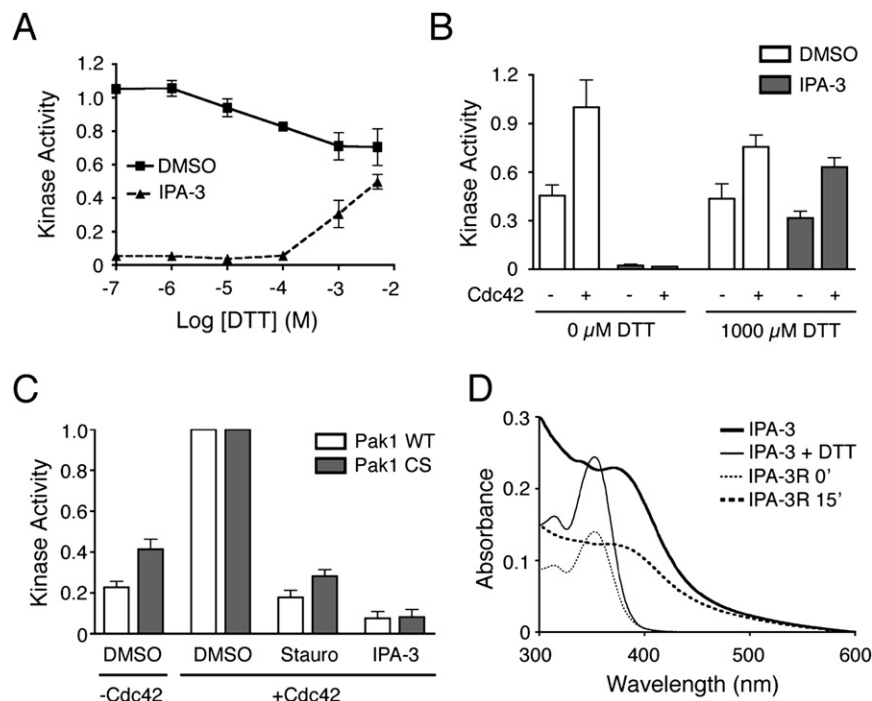 A
Kinase Activity
1.2
1.0
0.8
0.6
0.4
0.2
0
DMSO
IPA-3
-7 -6 -5 -4 -3 -2
Log [DTT] (M)
B
DMSO
IPA-3
Kinase Activity
1.2
0.9
0.6
0.3
0
Cdc42 - + - + - + - +
0 µM DTT 1000 µM DTT
C
Pak1 WT
Pak1 CS
Kinase Activity
1.0
0.8
0.6
0.4
0.2
0
DMSO DMSO Stauro IPA-3
-Cdc42 +Cdc42
D
IPA-3
IPA-3 + DTT
IPA-3R 0'
IPA-3R 15'
Absorbance
0.3
0.2
0.1
0
300 400 500 600
Wavelength (nm)